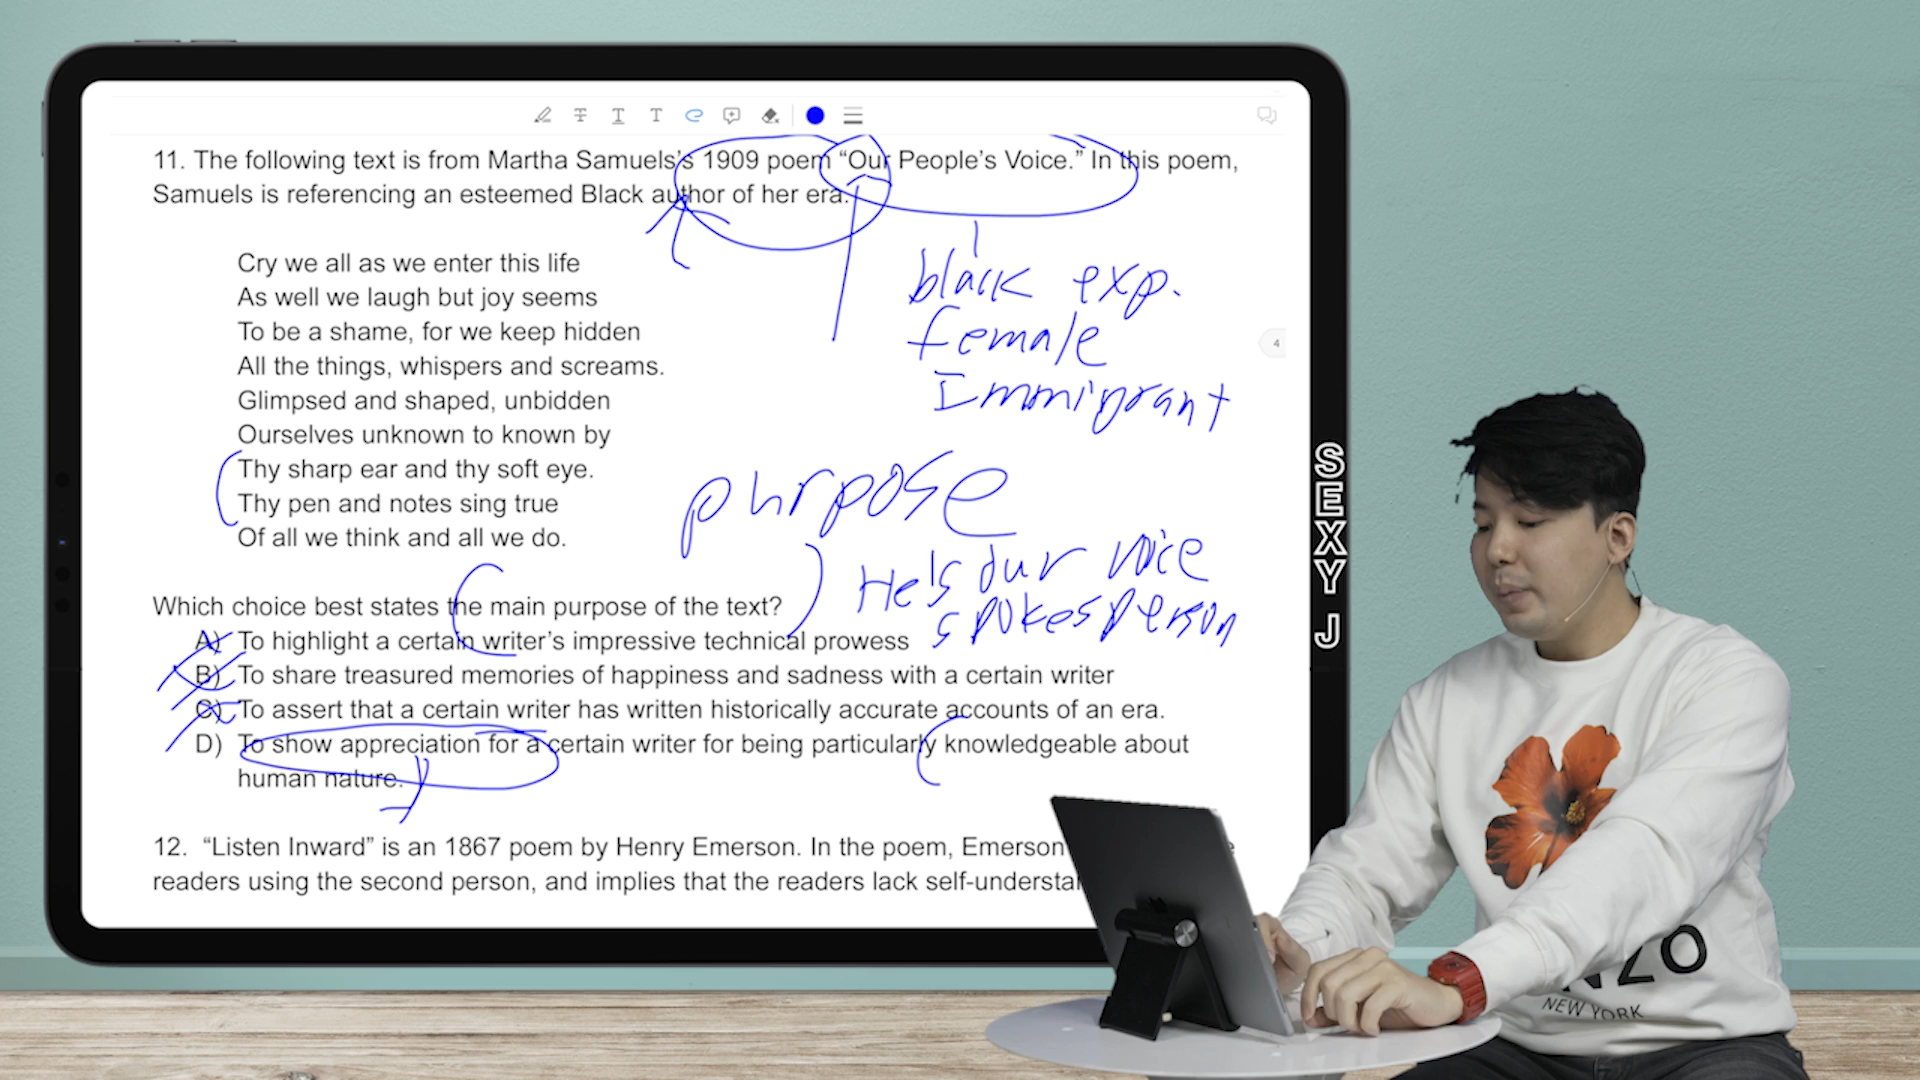 11. The following text is from Martha Samuels's 1909 poem “Our People’s Voice.” In this poem,
Samuels is referencing an esteemed Black author of her era.
Cry we all as we enter this life
As well we laugh but joy seems
To be a shame, for we keep hidden
All the things, whispers and screams.
Glimpsed and shaped, unbidden
Ourselves unknown to known by
Thy sharp ear and thy soft eye.
Thy pen and notes sing true
Of all we think and all we do.
black exp.
female
Immigrant
4
purpose
He's our voice
spokesperson
Which choice best states the main purpose of the text?
A) To highlight a certain writer’s impressive technical prowess
B) To share treasured memories of happiness and sadness with a certain writer
C) To assert that a certain writer has written historically accurate accounts of an era.
D) To show appreciation for a certain writer for being particularly knowledgeable about
human nature.
12. “Listen Inward” is an 1867 poem by Henry Emerson. In the poem, Emerson
readers using the second person, and implies that the readers lack
SEXY J
NEW YORK